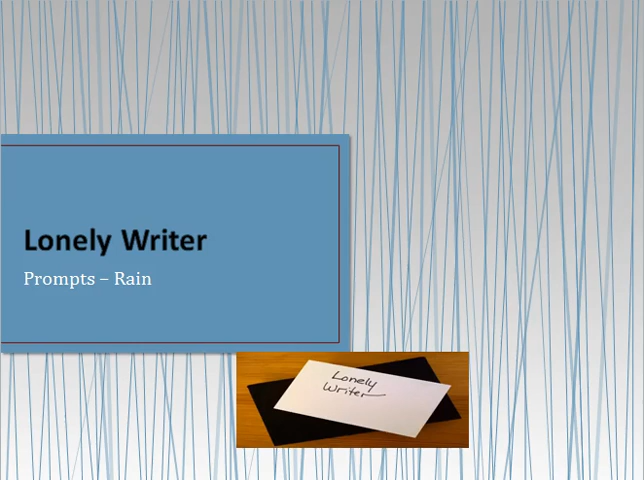 Lonely Writer
Prompts – Rain
Lonely
Writer